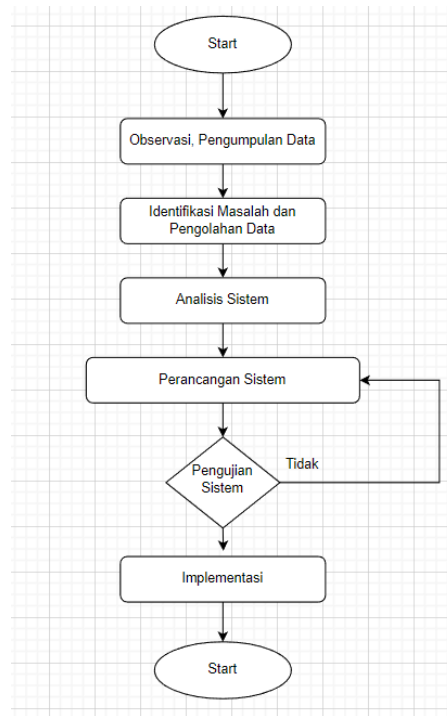 Start
Observasi, Pengumpulan Data
Identifikasi Masalah dan
Pengolahan Data
Analisis Sistem
Perancangan Sistem
Pengujian
Sistem
Tidak
Implementasi
Start